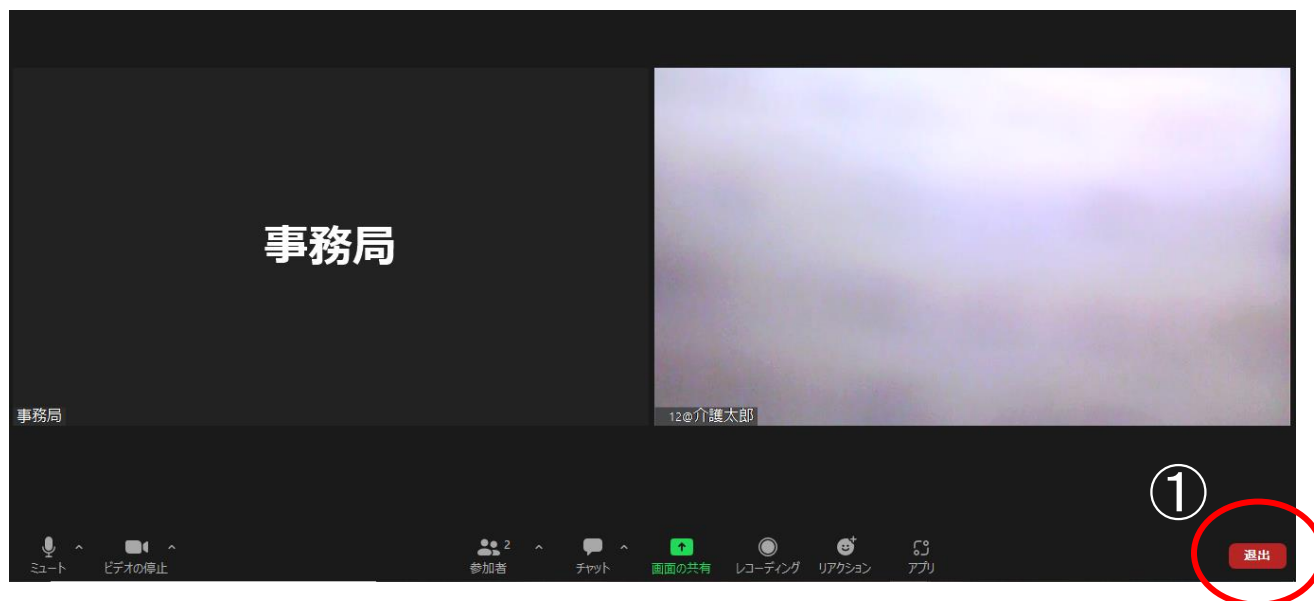 事務局
事務局
12@介護太郎
①
ミュート
ビデオの停止
2
参加者
チャット
画面の共有
レコーディング
リアクション
アプリ
退出